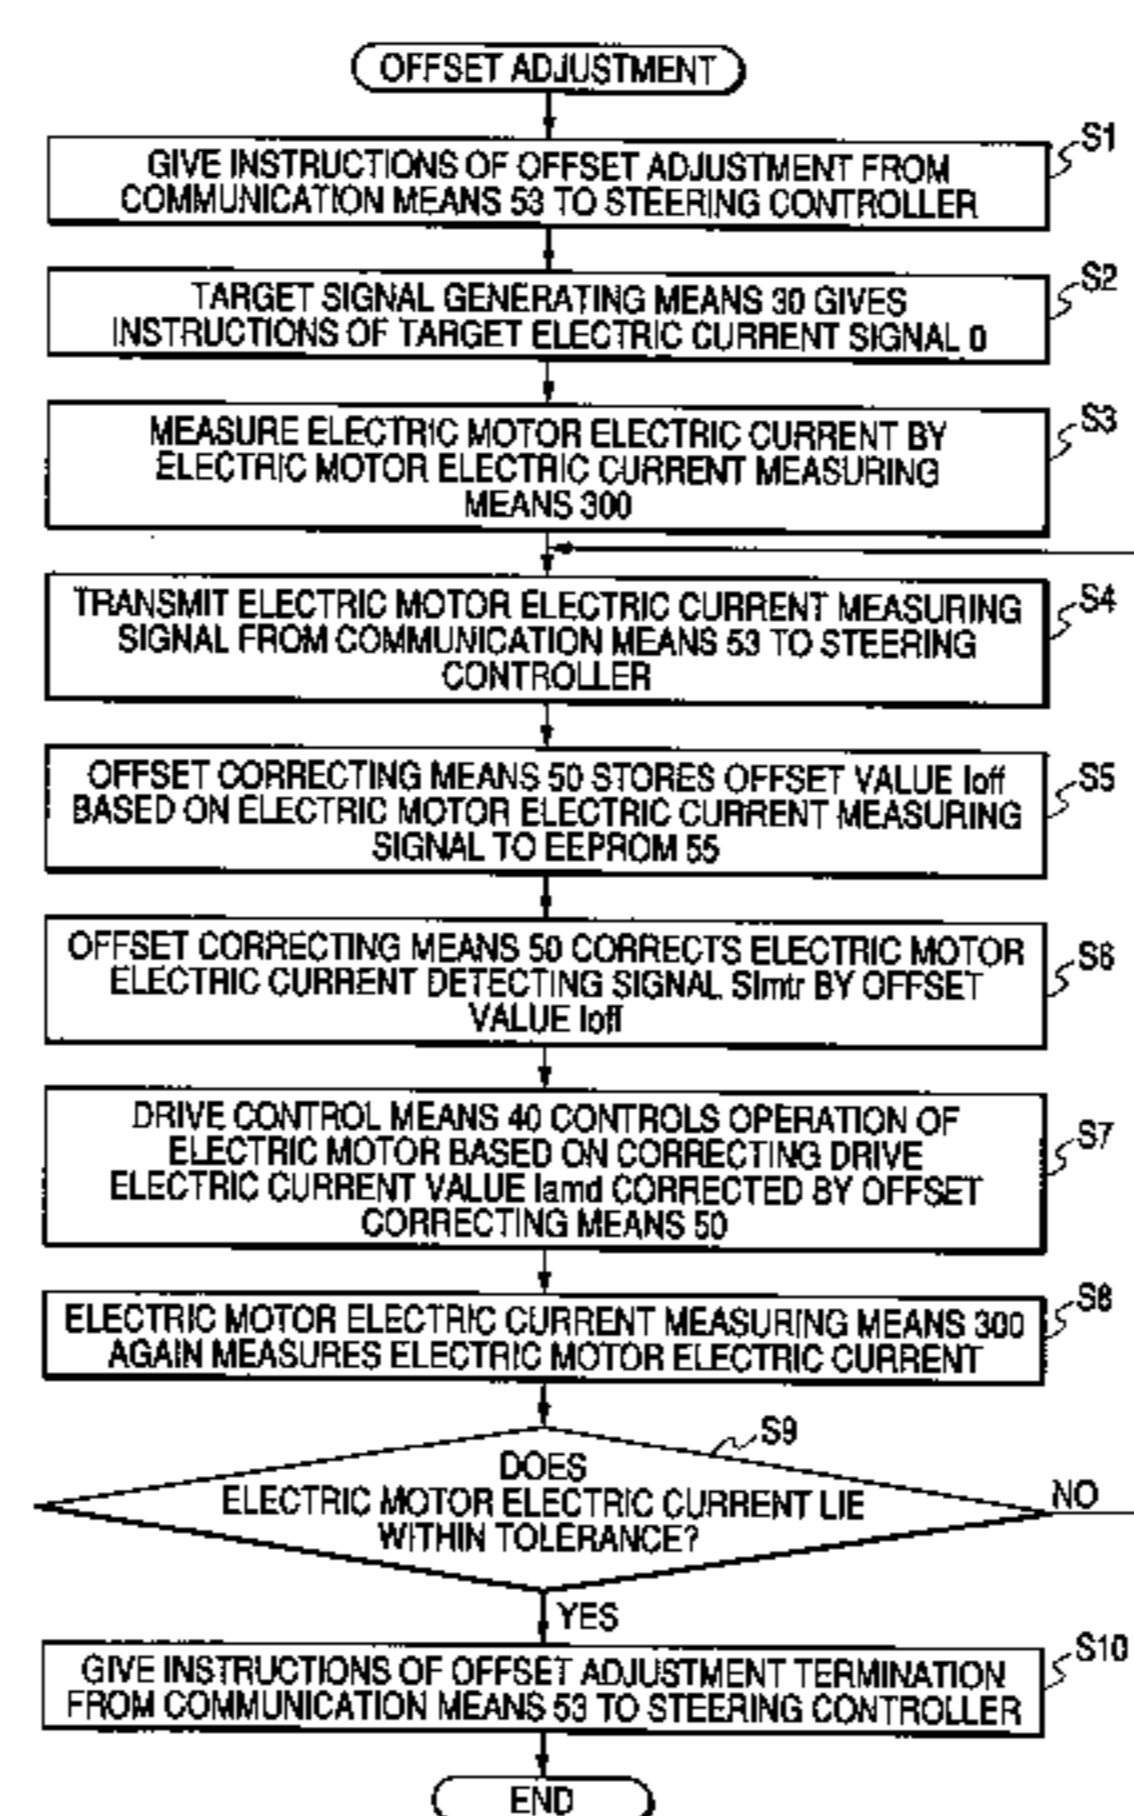 OFFSET ADJUSTMENT
S1
GIVE INSTRUCTIONS OF OFFSET ADJUSTMENT FROM
COMMUNICATION MEANS 53 TO STEERING CONTROLLER
S2
TARGET SIGNAL GENERATING MEANS 30 GIVES
INSTRUCTIONS OF TARGET ELECTRIC CURRENT SIGNAL 0
S3
MEASURE ELECTRIC MOTOR ELECTRIC CURRENT BY
ELECTRIC MOTOR ELECTRIC CURRENT MEASURING
MEANS 300
S4
TRANSMIT ELECTRIC MOTOR ELECTRIC CURRENT MEASURING
SIGNAL FROM COMMUNICATION MEANS 53 TO STEERING
CONTROLLER
S5
OFFSET CORRECTING MEANS 50 STORES OFFSET VALUE Ioff
BASED ON ELECTRIC MOTOR ELECTRIC CURRENT MEASURING
SIGNAL TO EEPROM 55
S6
OFFSET CORRECTING MEANS 50 CORRECTS ELECTRIC MOTOR
ELECTRIC CURRENT DETECTING SIGNAL SImtr BY OFFSET
VALUE Ioff
S7
DRIVE CONTROL MEANS 40 CONTROLS OPERATION OF
ELECTRIC MOTOR BASED ON CORRECTING DRIVE
ELECTRIC CURRENT VALUE Iamd CORRECTED BY OFFSET
CORRECTING MEANS 50
S8
ELECTRIC MOTOR ELECTRIC CURRENT MEASURING MEANS 300
AGAIN MEASURES ELECTRIC MOTOR ELECTRIC CURRENT
S9
DOES
ELECTRIC MOTOR ELECTRIC CURRENT LIE
WITHIN TOLERANCE?
NO
YES
S10
GIVE INSTRUCTIONS OF OFFSET ADJUSTMENT TERMINATION
FROM COMMUNICATION MEANS 53 TO STEERING CONTROLLER
END